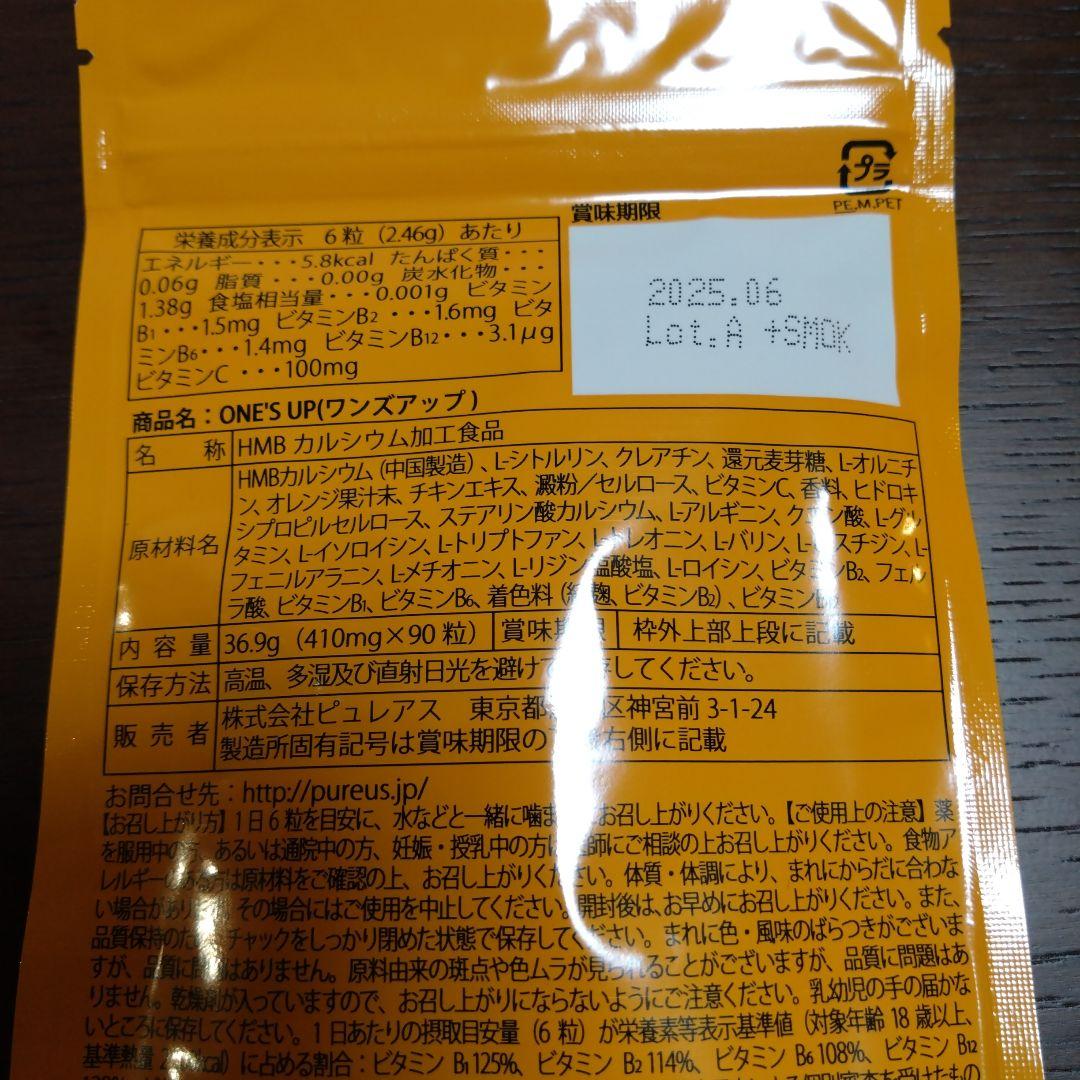 プラ
PE.M.PET
賞味期限
2025.06
Lot.A +SMOK
栄養成分表示 6粒(2.46g)あたり
エネルギー・・・5.8kcal たんぱく質・・・
0.06g 脂質・・・0.00g 炭水化物・・・
1.38g 食塩相当量・・・0.001g ビタミン
B1・・・1.5mg ビタミンB2・・・1.6mg ビタ
ミンB6・・・1.4mg ビタミンB12・・・3.1μg
ビタミンC・・・100mg
商品名:ONE'S UP(ワンズアップ)
名 称 HMB カルシウム加工食品
原材料名 HMBカルシウム(中国製造)、L-シトルリン、クレアチン、還元麦芽糖、L-オルニチ
ン、オレンジ果汁末、チキンエキス、澱粉/セルロース、ビタミンC、香料、ヒドロキ
シプロピルセルロース、ステアリン酸カルシウム、L-アルギニン、クエン酸、L-グル
タミン、L-イソロイシン、L-トリプトファン、L-トレオニン、L-バリン、L-ヒスチジン、L-
フェニルアラニン、L-メチオニン、L-リジン塩酸塩、L-ロイシン、ビタミンB2、フェル
ラ酸、ビタミンB1、ビタミンB6、着色料(紅麹、ビタミンB2)、ビタミンB12
内容量 36.9g(410mg×90粒) 賞味期限 枠外上部上段に記載
保存方法 高温、多湿及び直射日光を避けて保存してください。
販売者 株式会社ピュレアス 東京都 区神宮前 3-1-24
製造所固有記号は賞味期限の 右側に記載
お問合せ先:http://pureus.jp/
【お召し上がり方】1日6粒を目安に、水などと一緒に噛まずにお召し上がりください。【ご使用上の注意】薬
を服用中の方、あるいは通院中の方、妊娠・授乳中の方は医師にご相談の上お召し上がりください。食物ア
レルギーのある方は原材料をご確認の上、お召し上がりください。体質・体調により、まれにからだに合わな
い場合があります。その場合にはご使用を中止してください。開封後は、お早めにお召し上がりください。また、
品質保持のため、チャックをしっかり閉めた状態で保存してください。まれに色・風味のばらつきがございま
すが、品質に問題はありません。原料由来の斑点や色ムラが見られることがございますが、品質に問題はあ
りません。乾燥剤が入っていますので、お召し上がりにならないようにご注意ください。乳幼児の手の届かな
いところに保存してください。1日あたりの摂取目安量(6粒)が栄養素等表示基準値(対象年齢18歳以上、
基準熱量 kcal)に占める割合:ビタミン B1 125%、ビタミン B2 114%、ビタミン B6 108%、ビタミン B12
個別審査を受けたもの